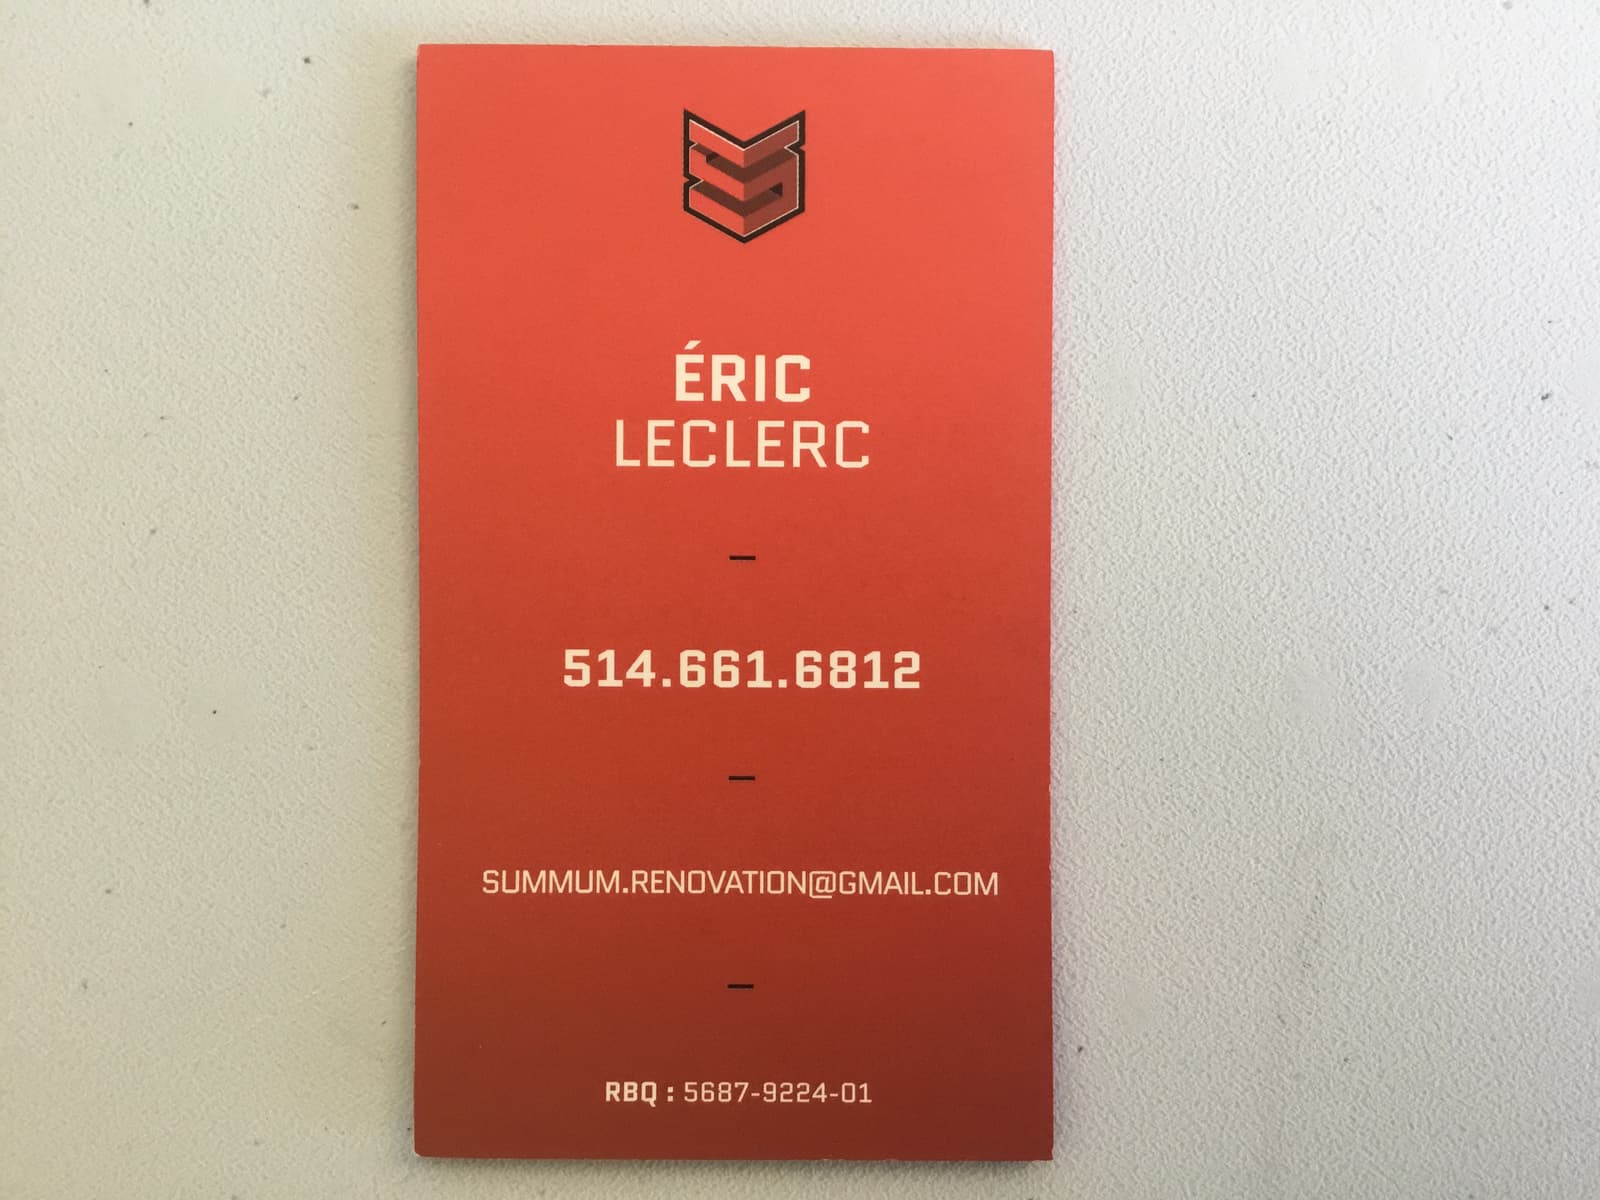 ÉRIC
LECLERC
–
514.661.6812
–
SUMMUM.RENOVATION@GMAIL.COM
–
RBQ : 5687-9224-01